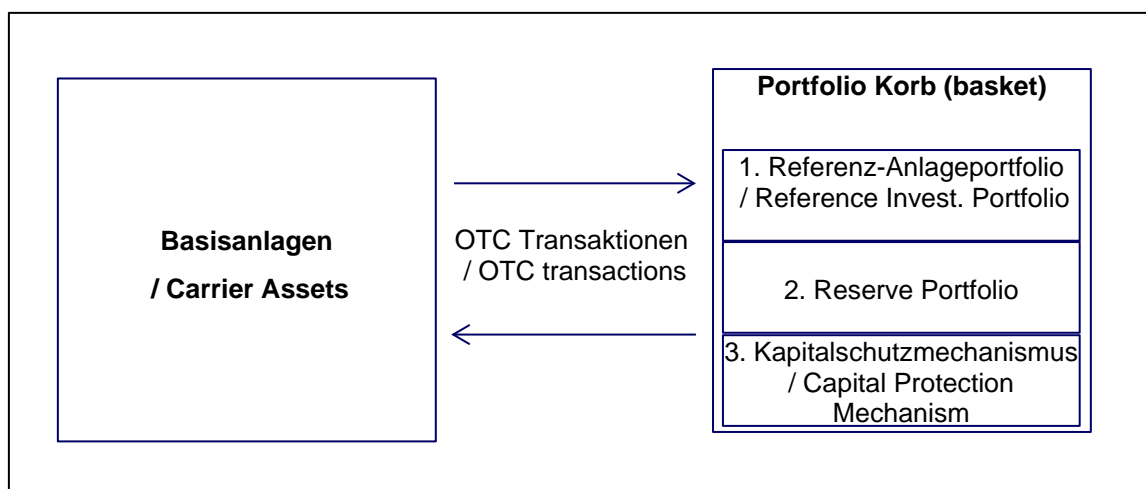 Basisanlagen
/ Carrier Assets
OTC Transaktionen
/ OTC transactions
Portfolio Korb (basket)
1. Referenz-Anlageportfolio
/ Reference Invest. Portfolio
2. Reserve Portfolio
3. Kapitalschutzmechanismus
/ Capital Protection
Mechanism